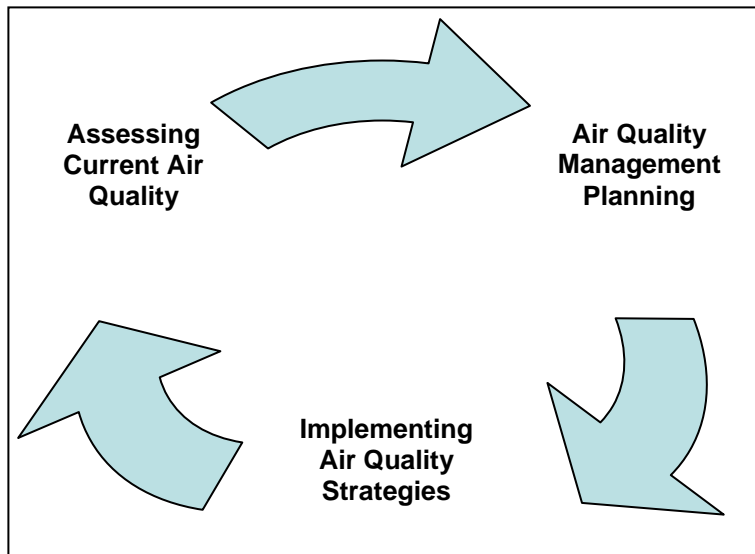 Assessing
Current Air
Quality
Air Quality
Management
Planning
Implementing
Air Quality
Strategies